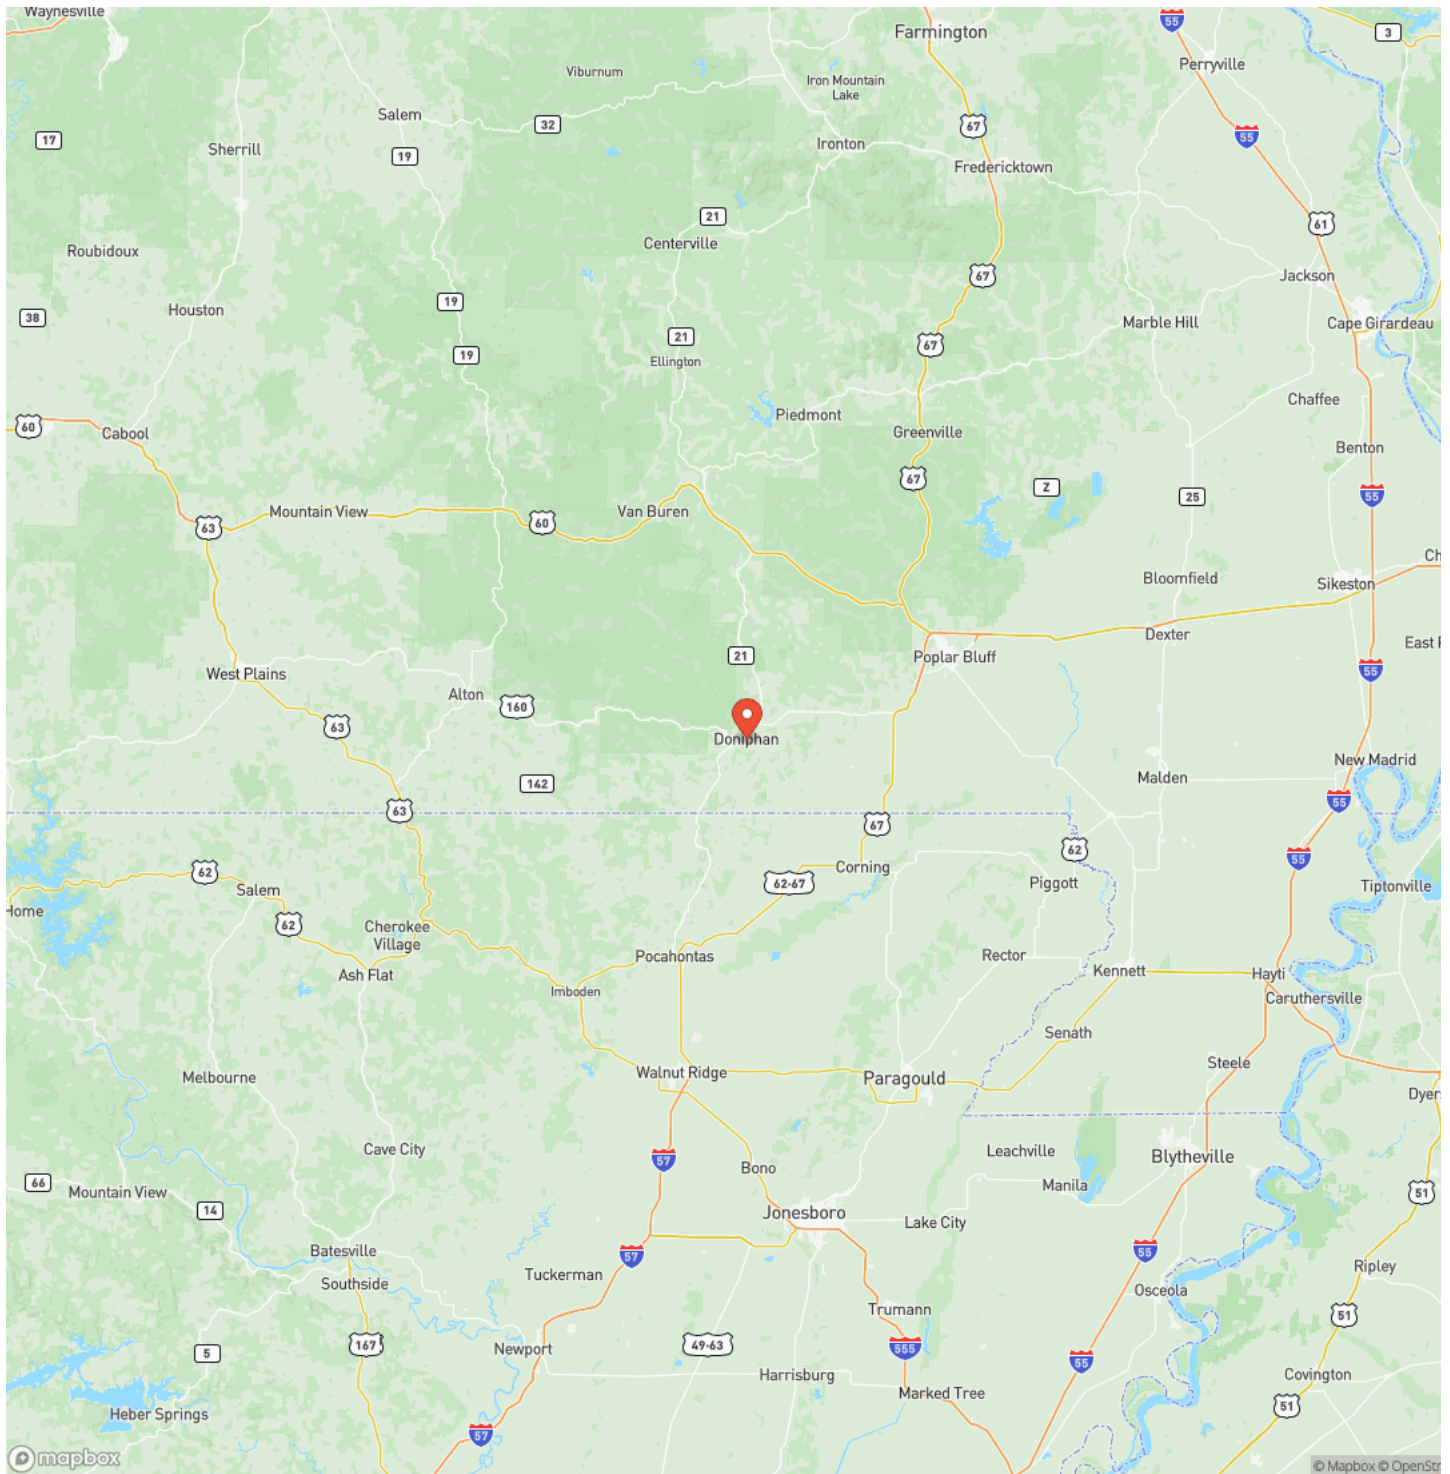 Waynesville
55
3
Farmington
Perryville
Viburnum
Iron Mountain
Lake
Salem
32
67
55
17
Sherrill
19
Ironton
Fredericktown
21
61
Centerville
Roubidoux
67
Jackson
19
Houston
38
Marble Hill
Cape Girardeau
21
67
19
Ellington
Chaffee
Piedmont
60
Cabool
Greenville
Benton
67
Z
55
25
Mountain View
Van Buren
63
60
Bloomfield
Sikeston
Ch
Dexter
East
21
Poplar Bluff
55
West Plains
Alton
160
63
Doniphan
New Madrid
142
Malden
55
63
67
62
55
Corning
62
62-67
Piggott
Salem
Tiptonville
Home
62
Cherokee
Village
Pocahontas
Rector
Ash Flat
Kennett
Hayti
Imboden
Caruthersville
Senath
Steele
Walnut Ridge
Melbourne
Paragould
Dyer
Cave City
Leachville
57
Blytheville
Bono
66
Mountain View
Manila
51
14
Jonesboro
Lake City
Batesville
57
55
Tuckerman
Ripley
Southside
Osceola
Trumann
51
167
49-63
555
5
Newport
55
Harrisburg
Covington
Marked Tree
51
Heber Springs
57
mapbox
© Mapbox © OpenStr